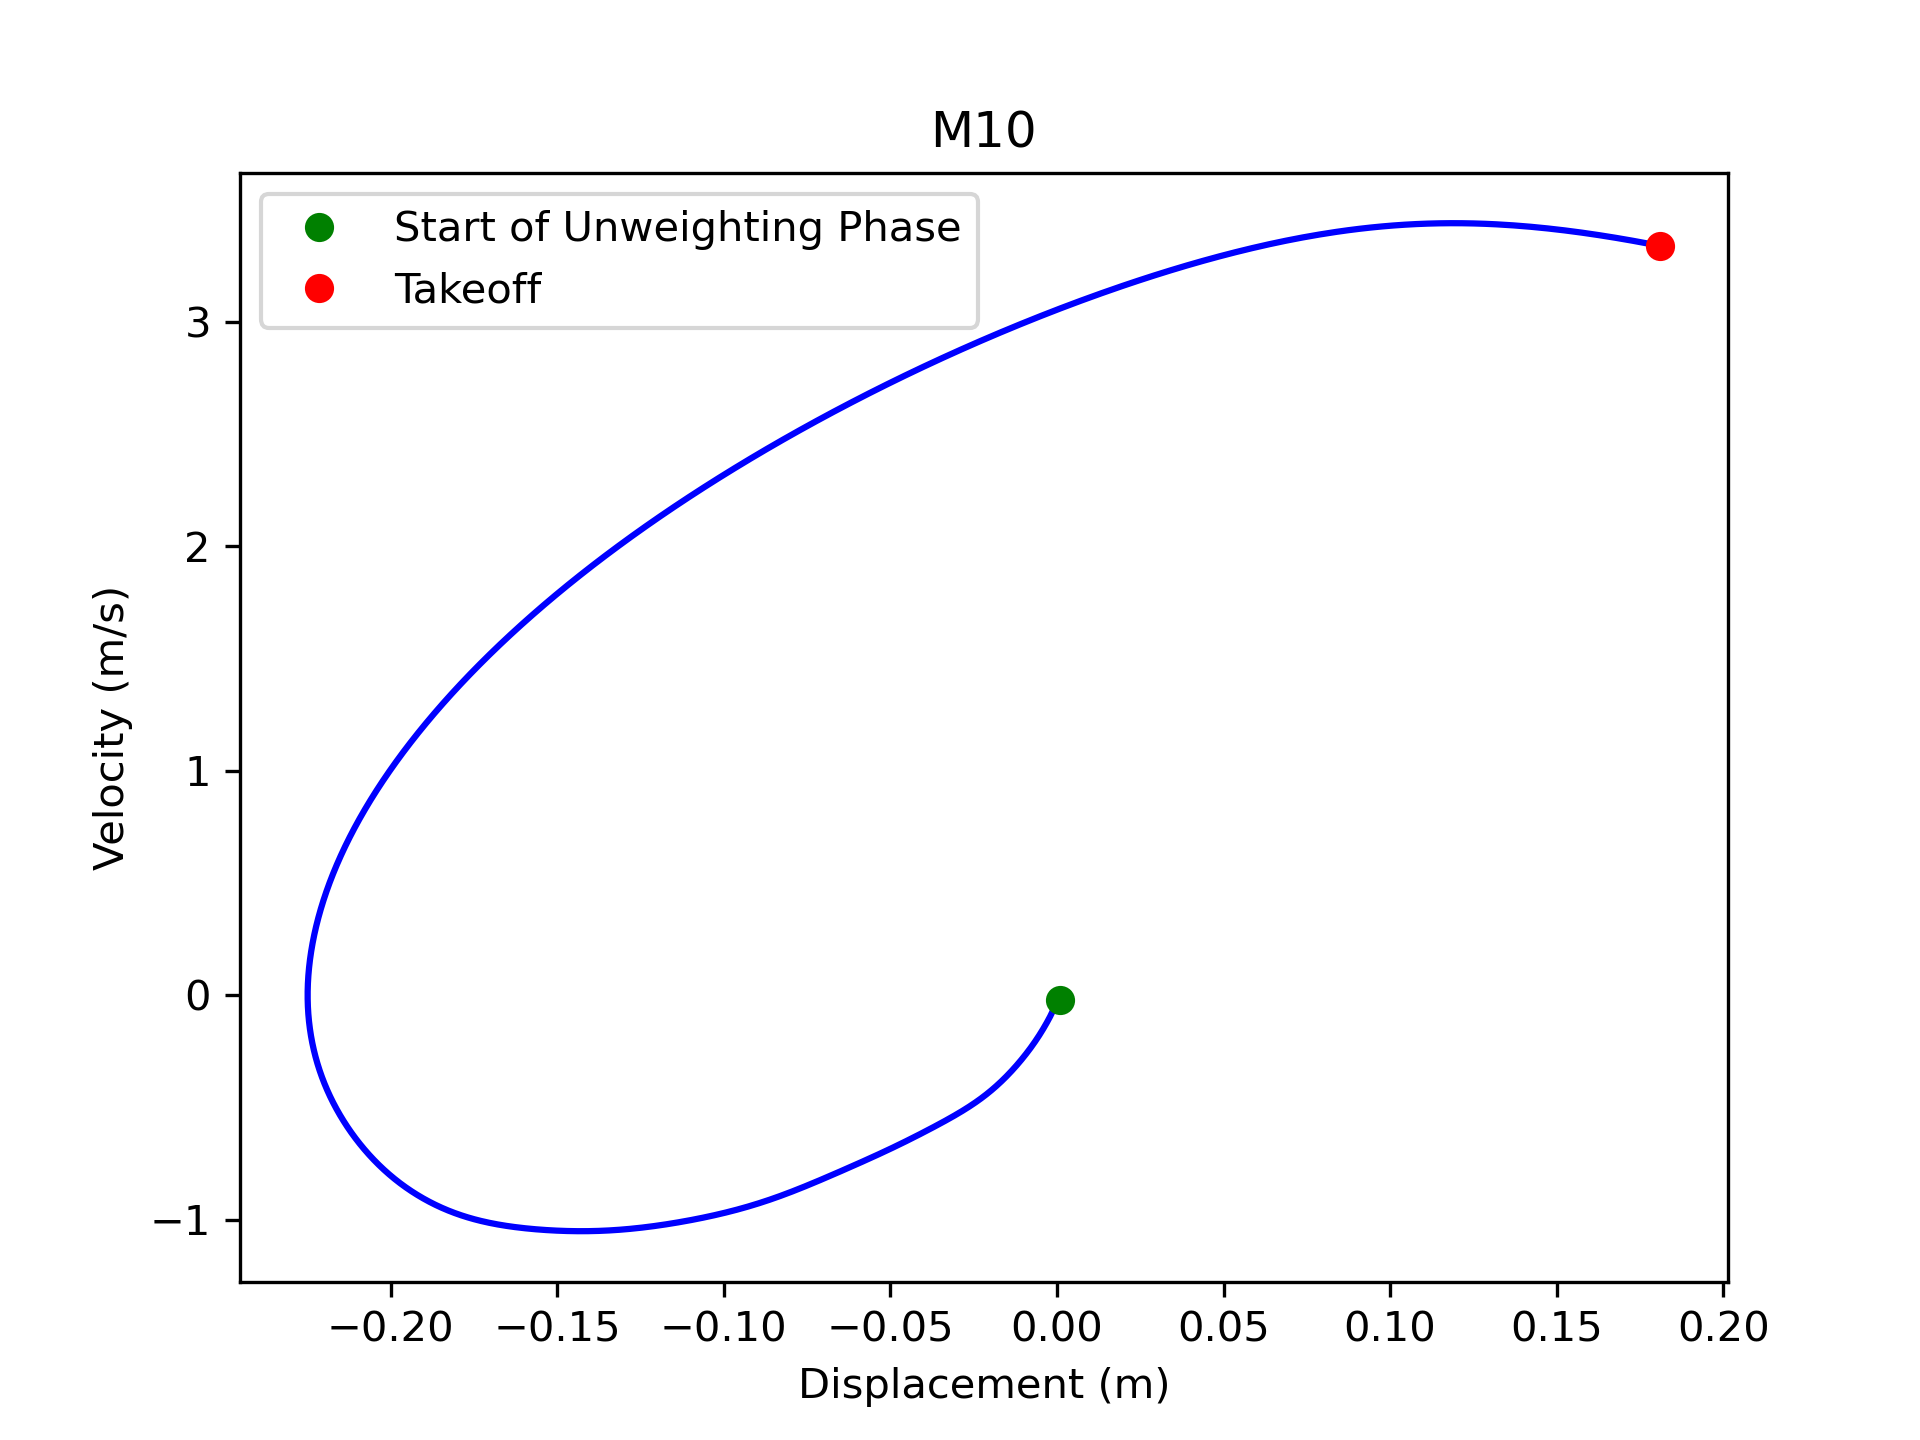 M10
Start of Unweighting Phase
Takeoff
3
2
1
0
−1
Velocity (m/s)
−0.20 −0.15 −0.10 −0.05 0.00 0.05 0.10 0.15 0.20
Displacement (m)